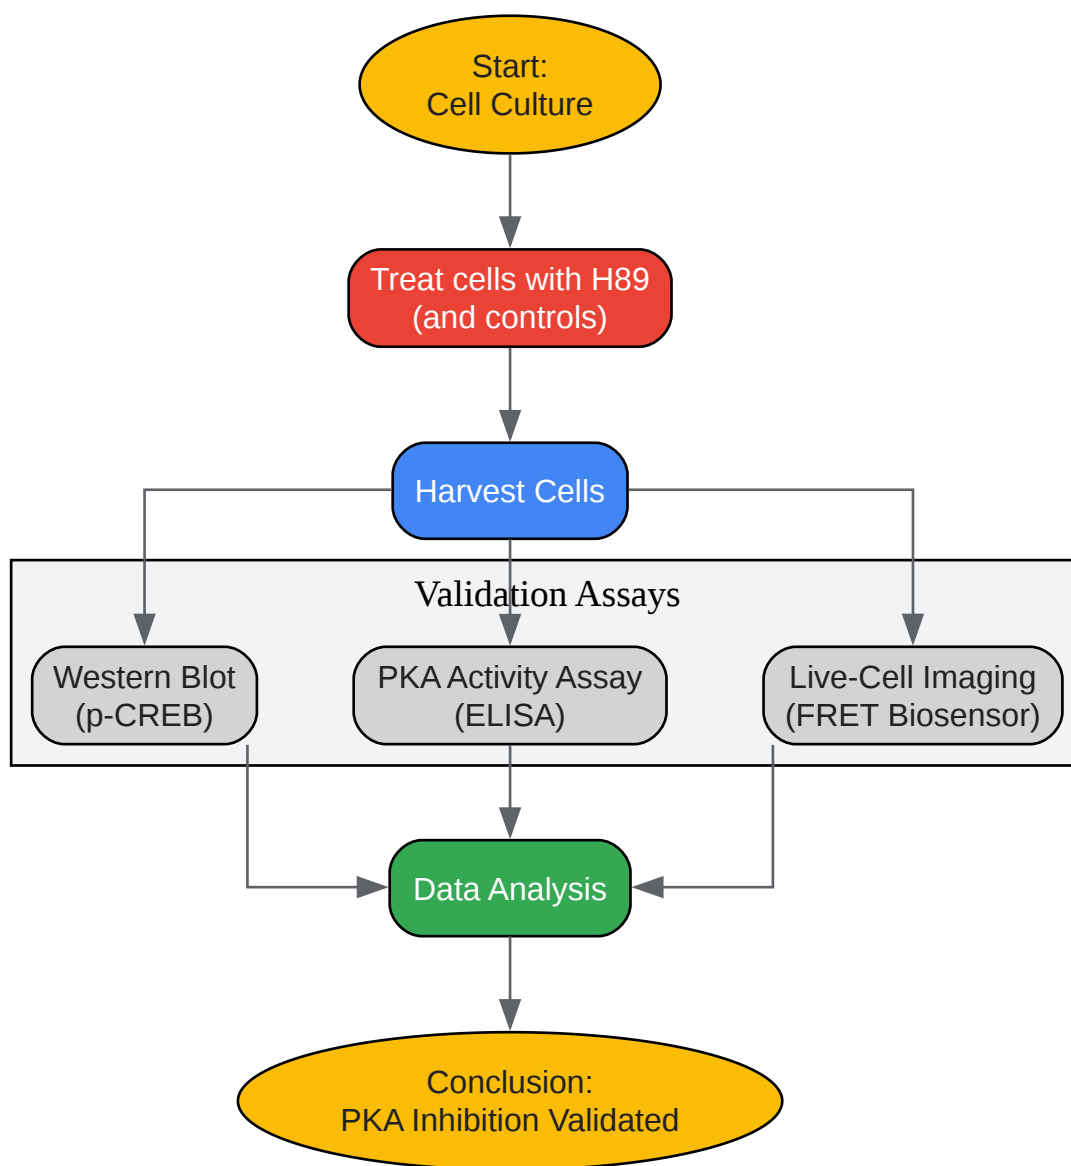 Start:
Cell Culture
Treat cells with H89
(and controls)
Harvest Cells
Validation Assays
Western Blot
(p-CREB)
PKA Activity Assay
(ELISA)
Live-Cell Imaging
(FRET Biosensor)
Data Analysis
Conclusion:
PKA Inhibition Validated